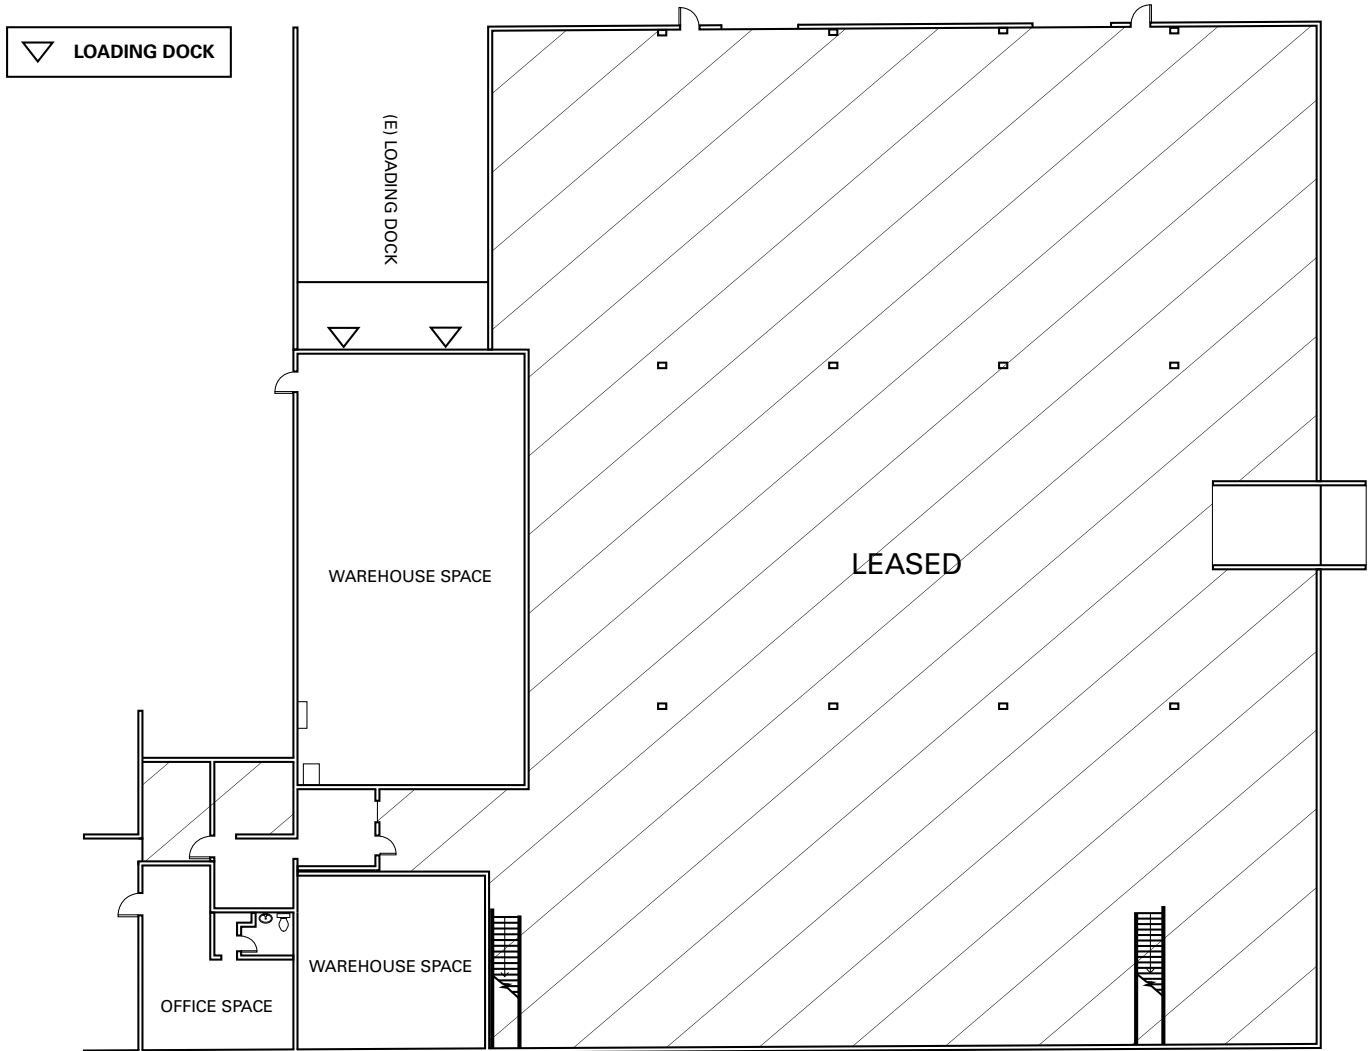 LOADING DOCK
(E) LOADING DOCK
WAREHOUSE SPACE
LEASED
WAREHOUSE SPACE
OFFICE SPACE